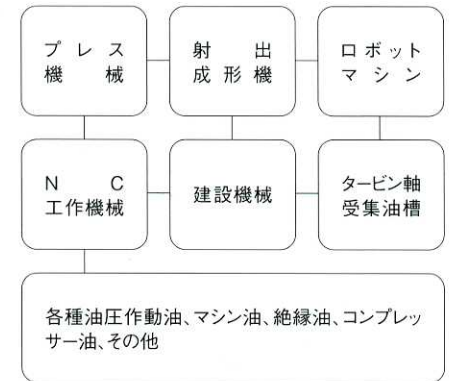 プレス
機械
射出
成形機
ロボット
マシン
NC
工作機械
建設機械
タービン軸
受集油槽
各種油圧作動油、マシン油、絶縁油、コンプレッ
サー油、その他